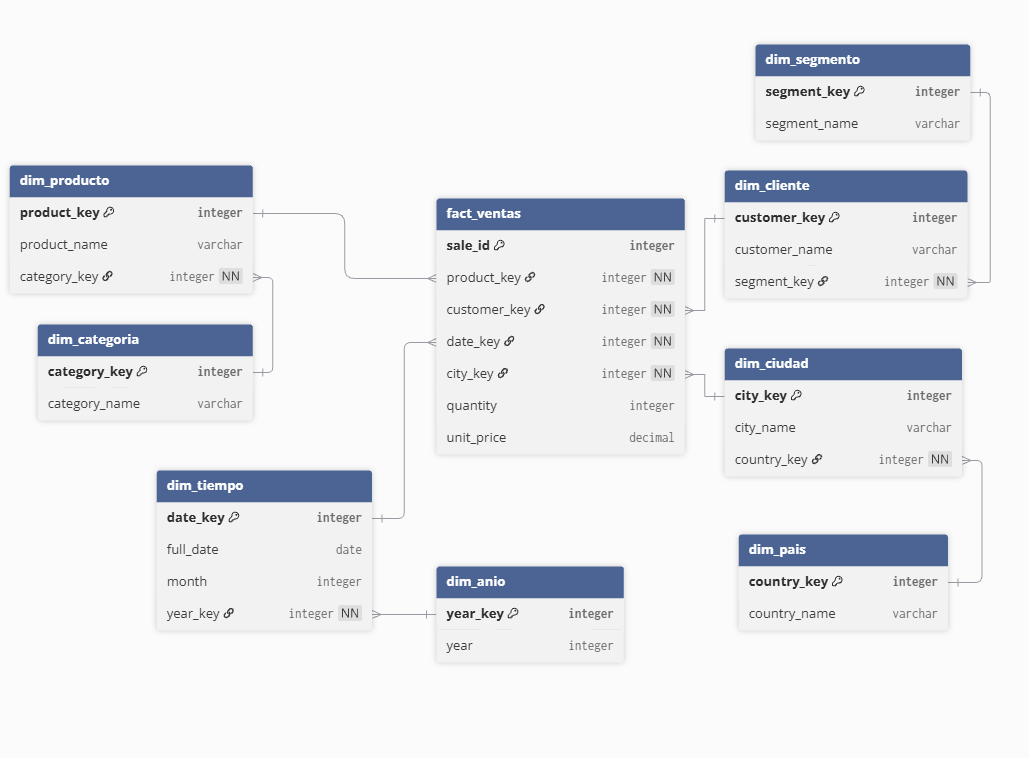 dim_segmento
segment_key integer
segment_name varchar
dim_producto
product_key integer
product_name varchar
category_key integer NN
dim_categoria
category_key integer
category_name varchar
fact_ventas
sale_id integer
product_key integer NN
customer_key integer NN
date_key integer NN
city_key integer NN
quantity integer
unit_price decimal
dim_cliente
customer_key integer
customer_name varchar
segment_key integer NN
dim_ciudad
city_key integer
city_name varchar
country_key integer NN
dim_tiempo
date_key integer
full_date date
month integer
year_key integer NN
dim_anio
year_key integer
year integer
dim_pais
country_key integer
country_name varchar